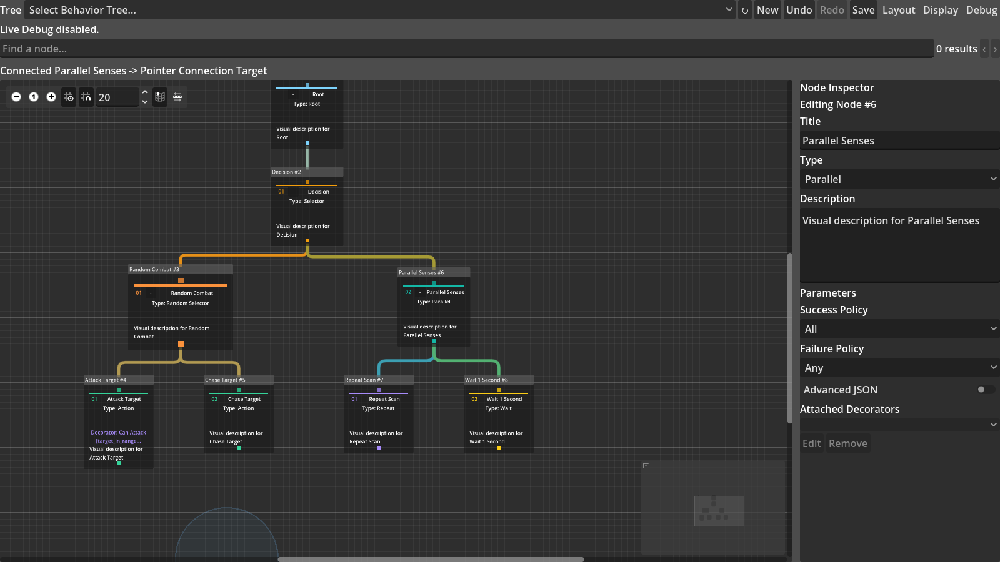 Tree Select Behavior Tree... New Undo Redo Save Layout Display Debug
Live Debug disabled.
Find a node... 0 results
Connected Parallel Senses -> Pointer Connection Target
1 20
- Root
Type: Root
Visual description for
Root
Decision #2
01 - Decision
Type: Selector
Visual description for
Decision
Random Combat #3
01 - Random Combat
Type: Random Selector
Visual description for Random
Combat
Parallel Senses #6
02 - Parallel Senses
Type: Parallel
Visual description for
Parallel Senses
Attack Target #4
01 Attack Target
Type: Action
Decorator: Can Attack
[target_in_range...
Visual description for
Attack Target
Chase Target #5
02 Chase Target
Type: Action
Visual description for
Chase Target
Repeat Scan #7
01 Repeat Scan
Type: Repeat
Visual description for
Repeat Scan
Wait 1 Second #8
02 Wait 1 Second
Type: Wait
Visual description for
Wait 1 Second
Node Inspector
Editing Node #6
Title
Parallel Senses
Type
Parallel
Description
Visual description for Parallel Senses
Parameters
Success Policy
All
Failure Policy
Any
Advanced JSON
Attached Decorators
Edit Remove